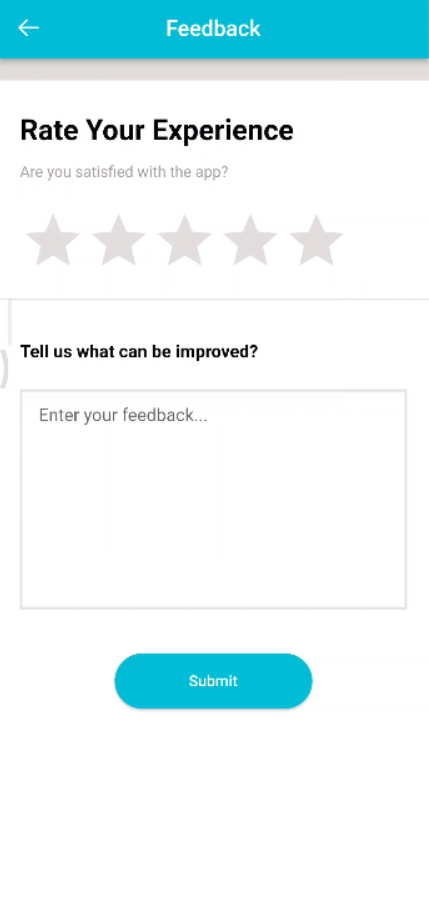 Feedback
Rate Your Experience
Are you satisfied with the app?
Tell us what can be improved?
Enter your feedback...
Submit